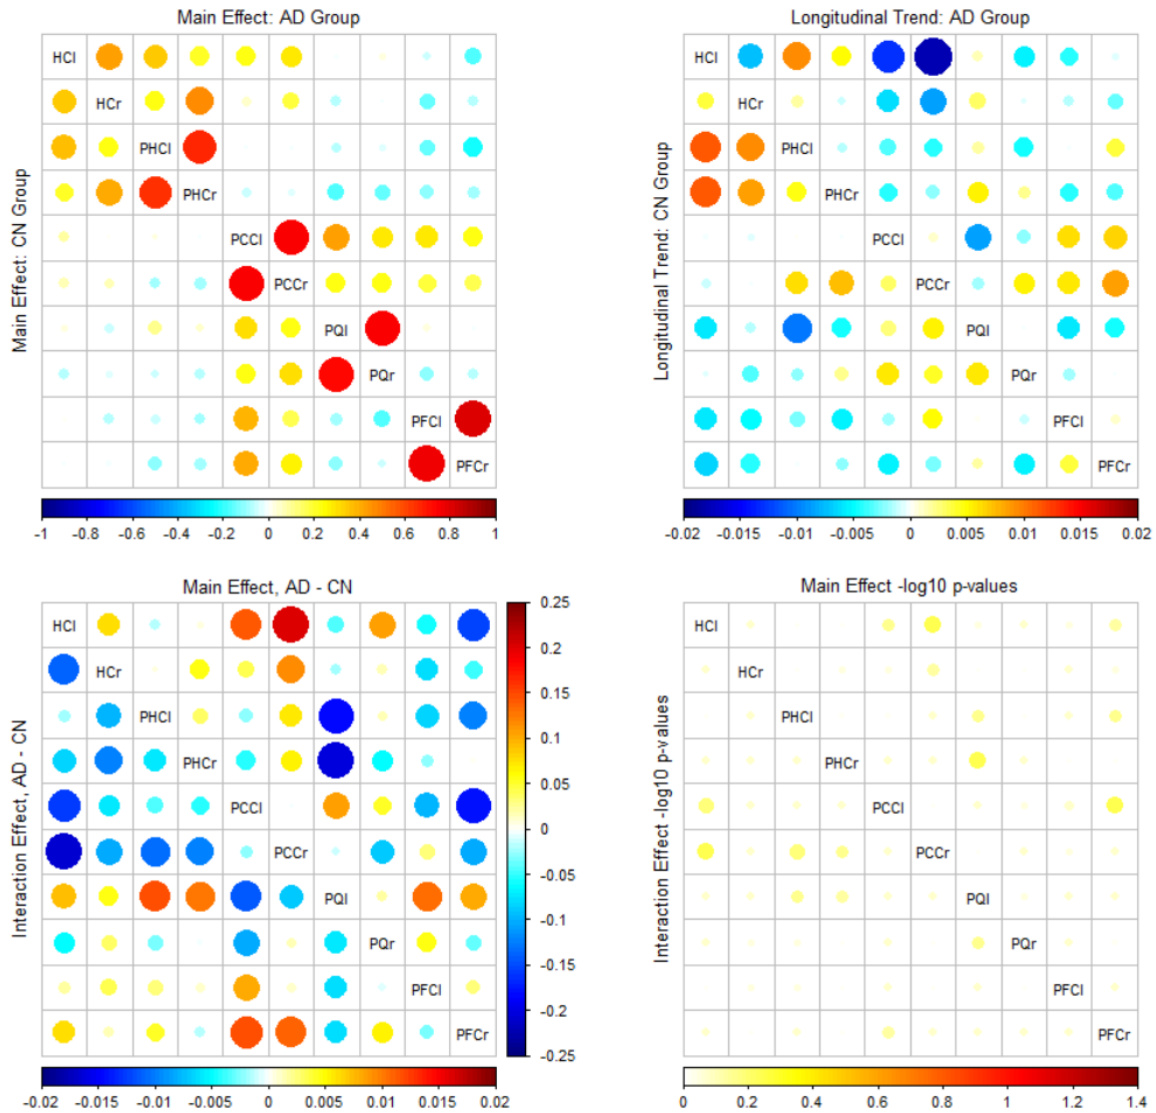 Main Effect: AD Group
Main Effect: CN Group
HCl
HCr
PHCl
PHCr
PCCl
PCCr
PQl
PQr
PFCl
PFCr
-1 -0.8 -0.6 -0.4 -0.2 0 0.2 0.4 0.6 0.8 1
Longitudinal Trend: AD Group
Longitudinal Trend: CN Group
HCl
HCr
PHCl
PHCr
PCCl
PCCr
PQl
PQr
PFCl
PFCr
-0.02 -0.015 -0.01 -0.005 0 0.005 0.01 0.015 0.02
Main Effect, AD - CN
Interaction Effect, AD - CN
HCl
HCr
PHCl
PHCr
PCCl
PCCr
PQl
PQr
PFCl
PFCr
0.25
0.2
0.15
0.1
0.05
0
-0.05
-0.1
-0.15
-0.2
-0.25
-0.02 -0.015 -0.01 -0.005 0 0.005 0.01 0.015 0.02
Main Effect -log10 p-values
Interaction Effect -log10 p-values
HCl
HCr
PHCl
PHCr
PCCl
PCCr
PQl
PQr
PFCl
PFCr
0 0.2 0.4 0.6 0.8 1 1.2 1.4